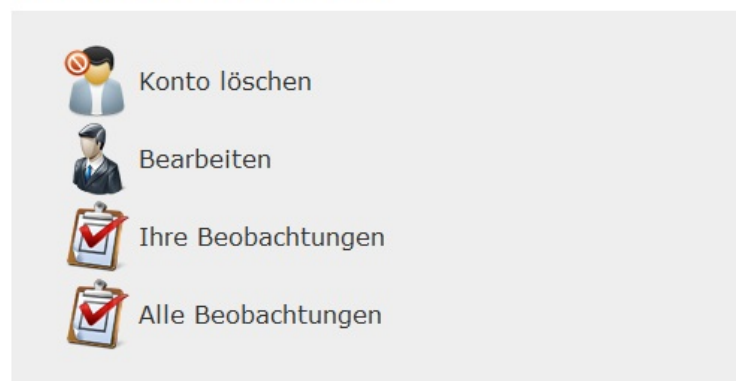 Konto löschen
Bearbeiten
Ihre Beobachtungen
Alle Beobachtungen